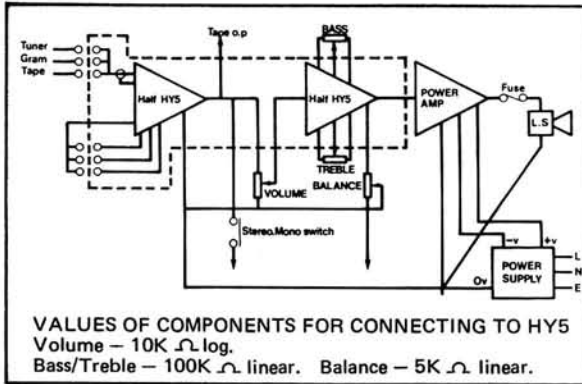 Tape o.p
BASS
Tuner
Gram
Tape
Half HY5
Half HY5
POWER
AMP
Fuse
L.S
TREBLE
VOLUME
BALANCE
Stereo.Mono switch
-v
+v
Ov
POWER
SUPPLY
L
N
E
VALUES OF COMPONENTS FOR CONNECTING TO HY5
Volume — 10K Ω log.
Bass/Treble — 100K Ω linear. Balance — 5K Ω linear.